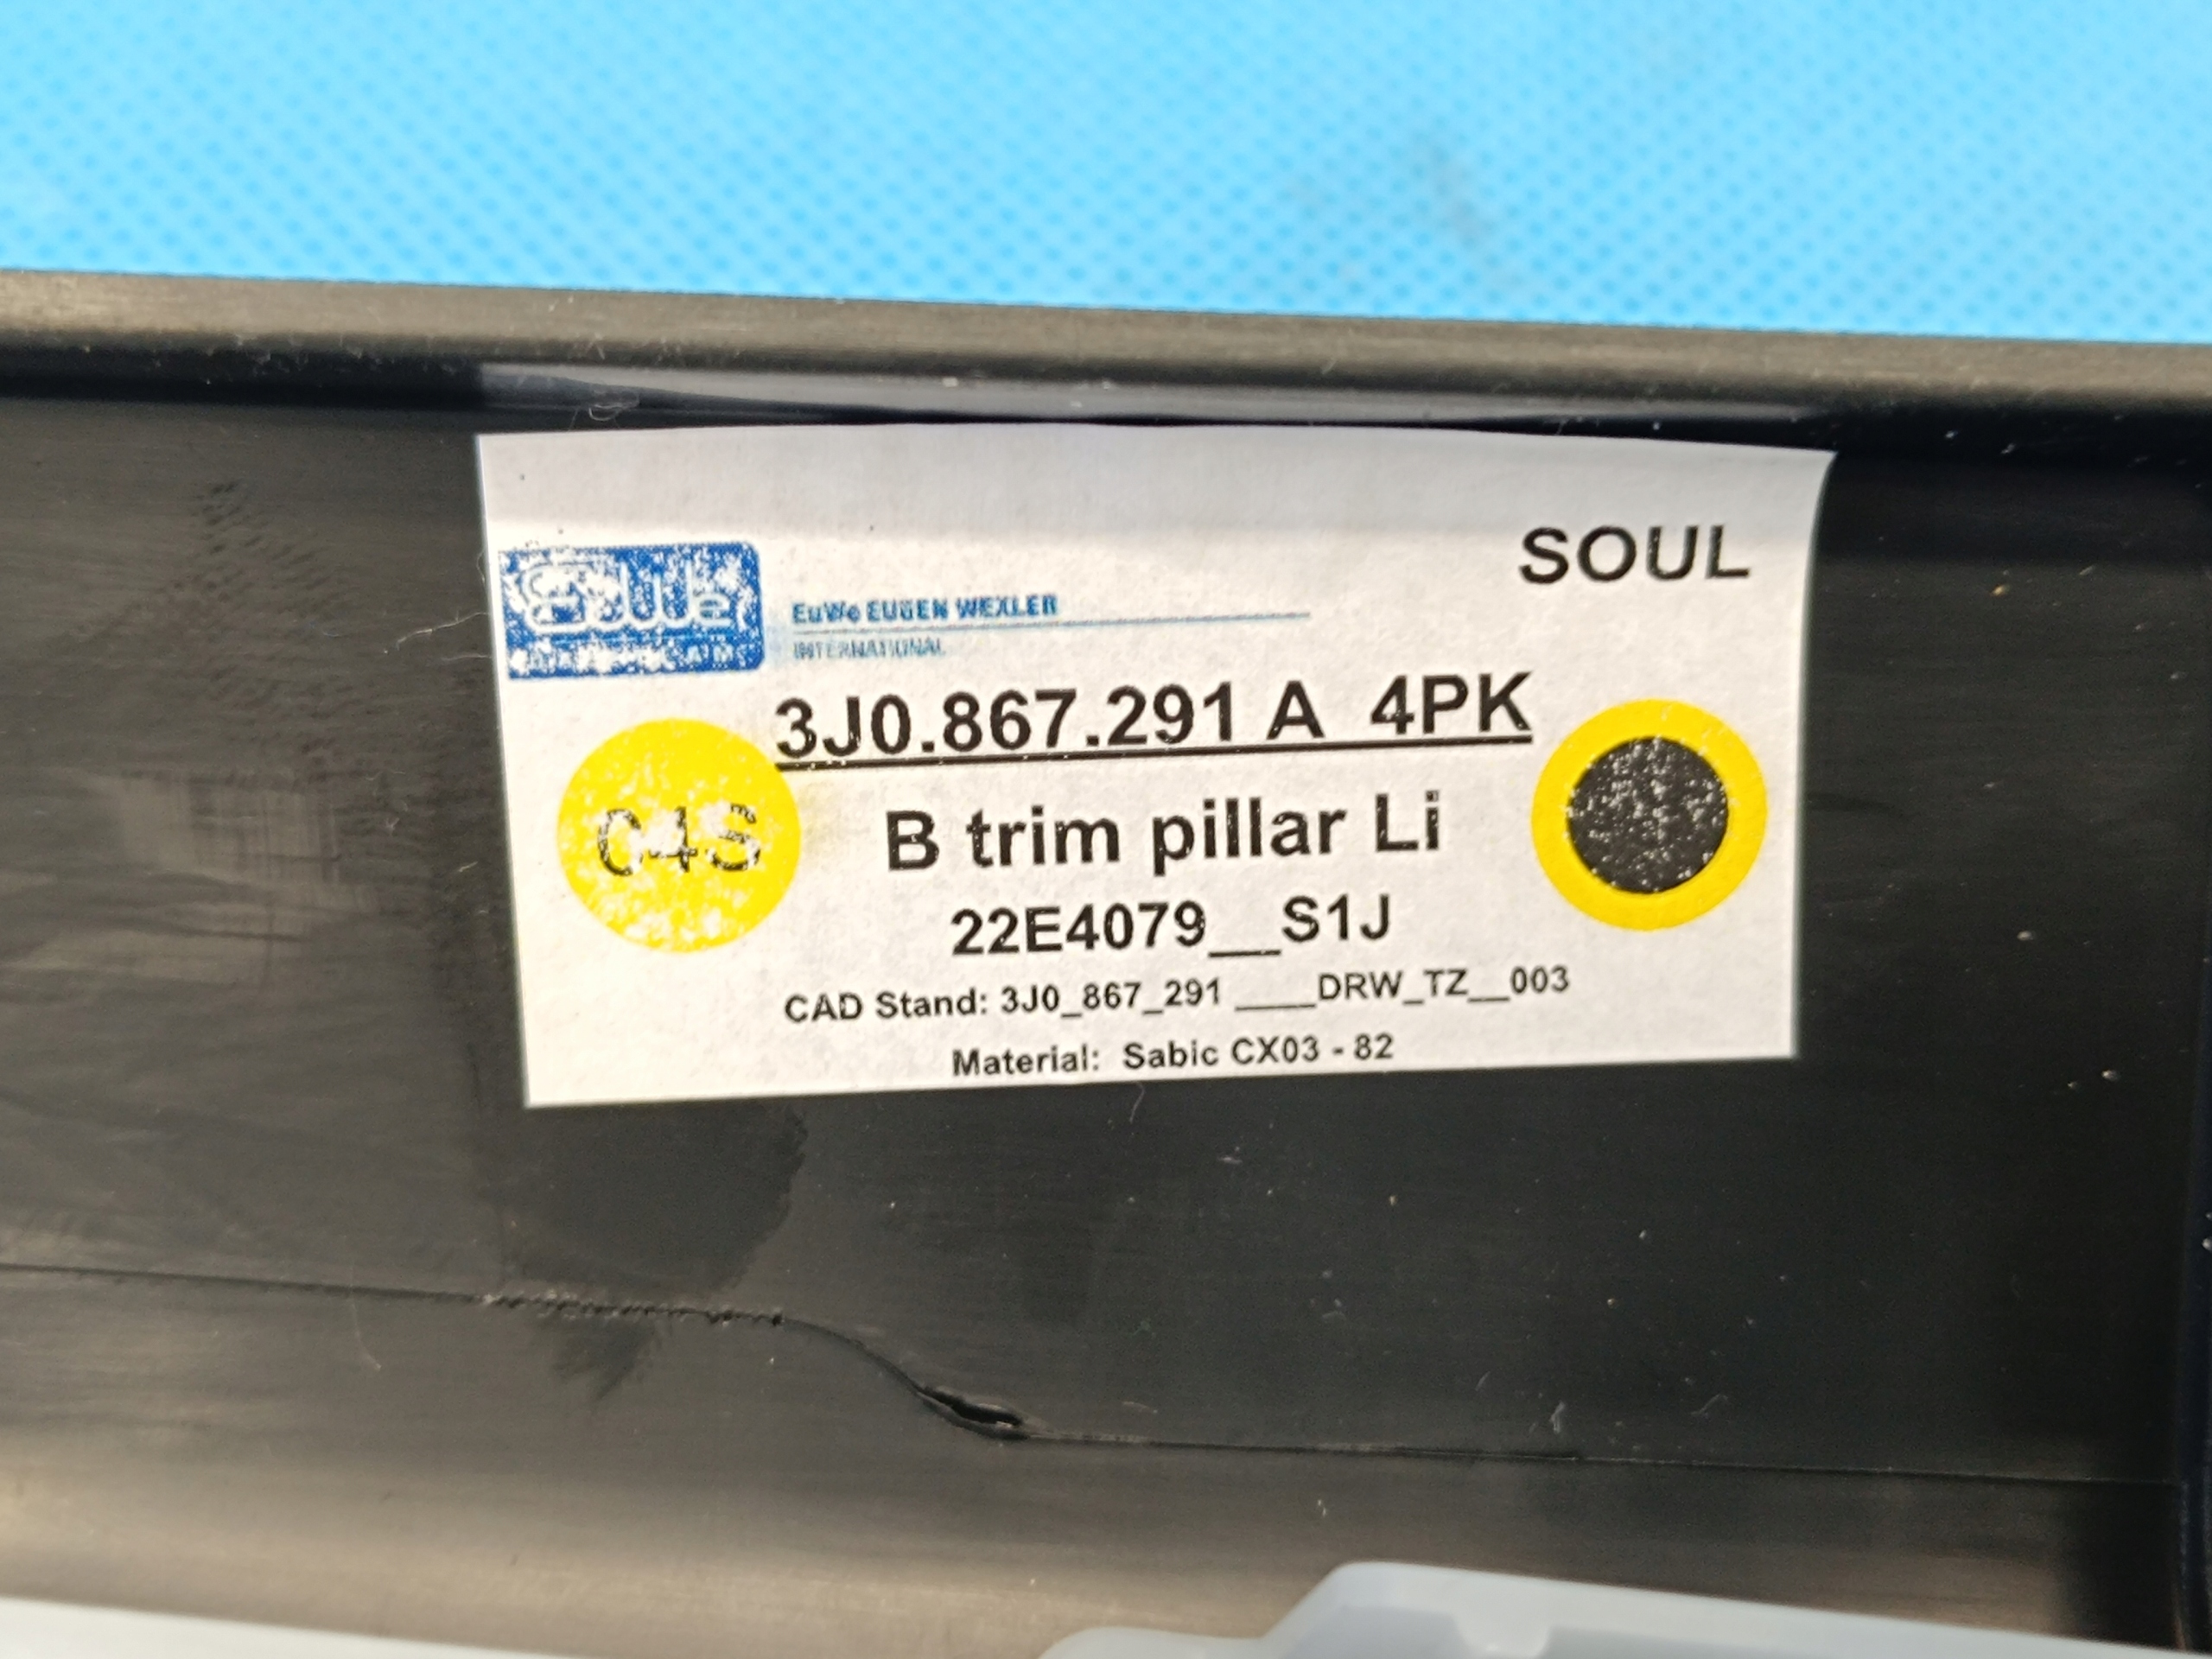 SOUL
EuWe
EuWe EUGEN WEXLER
INTERNATIONAL
3J0.867.291 A 4PK
04S
B trim pillar Li
22E4079__S1J
CAD Stand: 3J0_867_291 ____DRW_TZ__003
Material: Sabic CX03 - 82